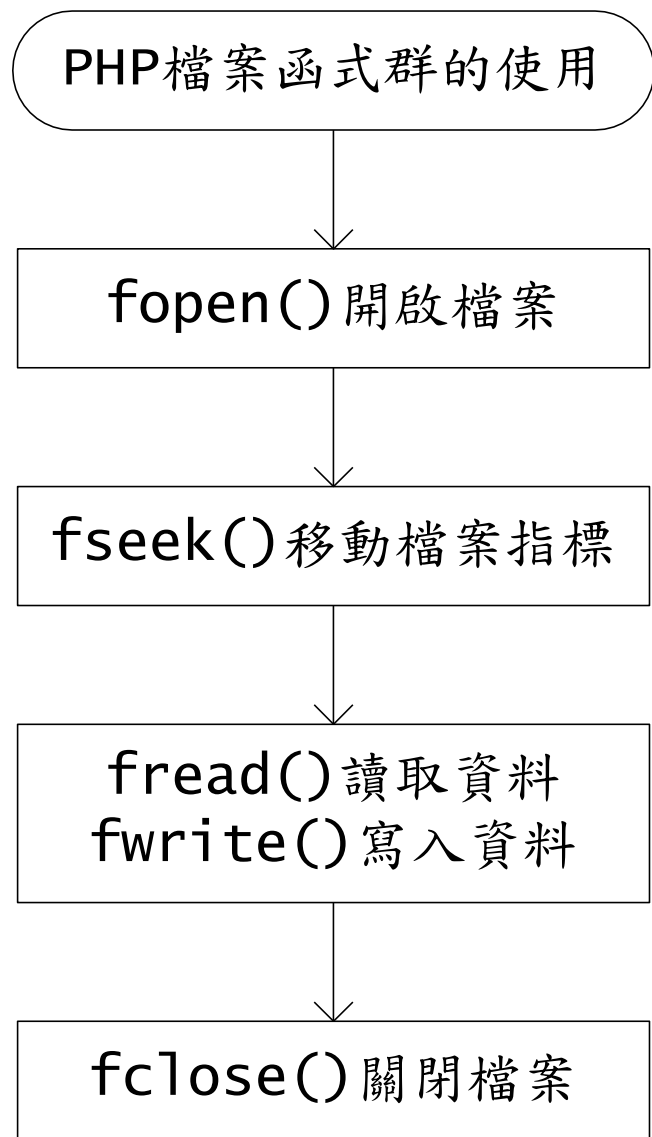 PHP檔案函式群的使用
fopen()開啟檔案
fseek()移動檔案指標
fread()讀取資料
fwrite()寫入資料
fclose()關閉檔案